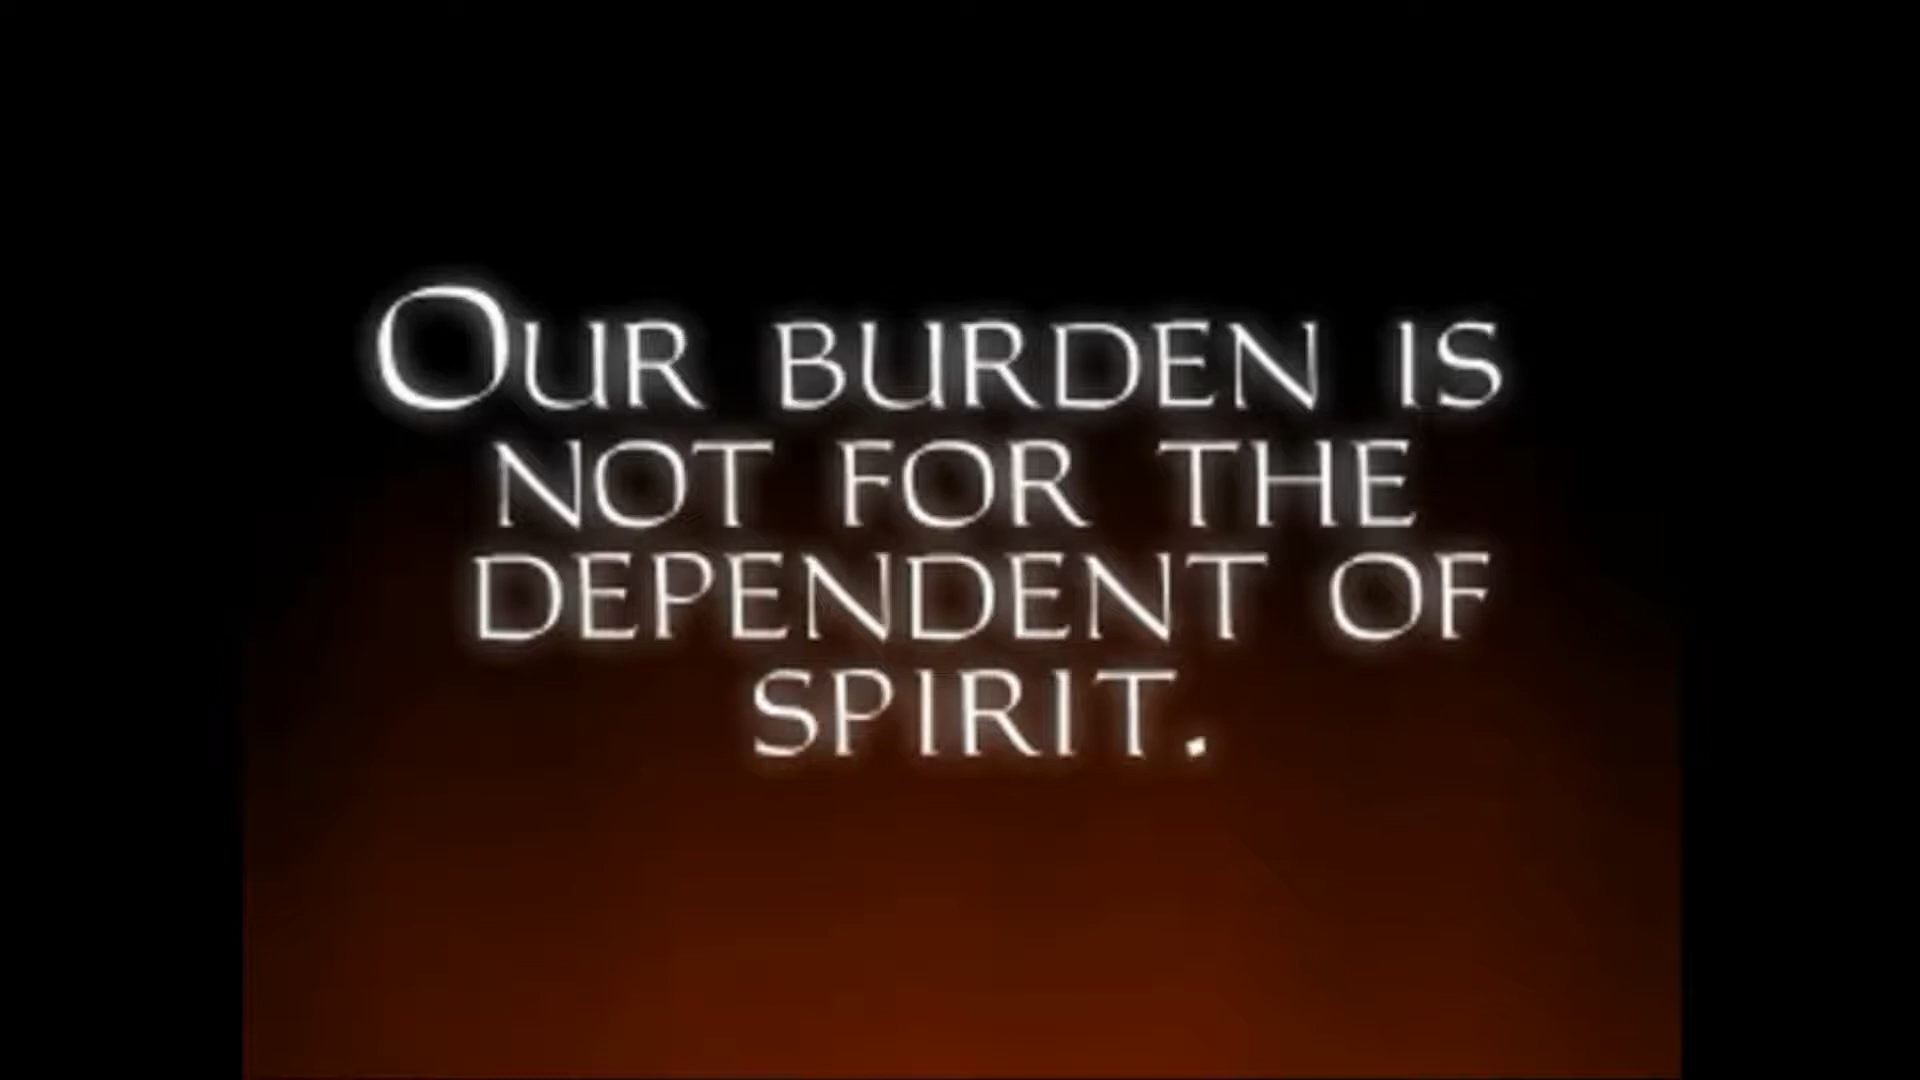 Our burden is
not for the
dependent of
spirit.